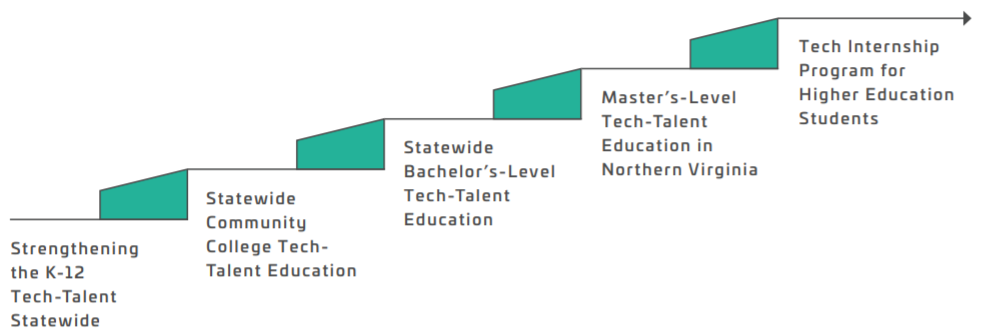 Strengthening
the K-12
Tech-Talent
Statewide
Statewide
Community
College Tech-
Talent Education
Statewide
Bachelor's-Level
Tech-Talent
Education
Master's-Level
Tech-Talent
Education in
Northern Virginia
Tech Internship
Program for
Higher Education
Students